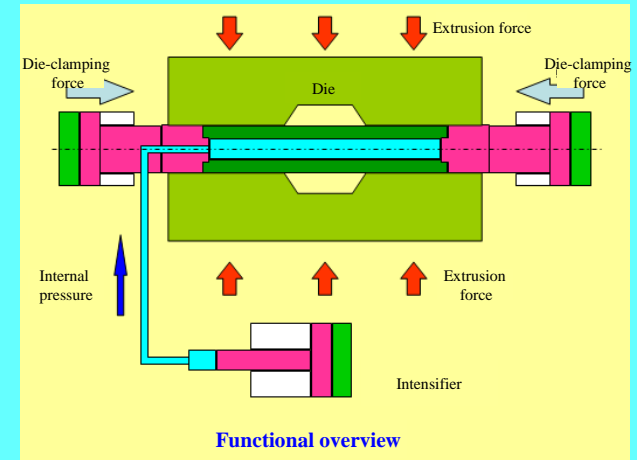 Extrusion force
Die-clamping
force
Die
Die-clamping
force
Internal
pressure
Extrusion
force
Intensifier
Functional overview